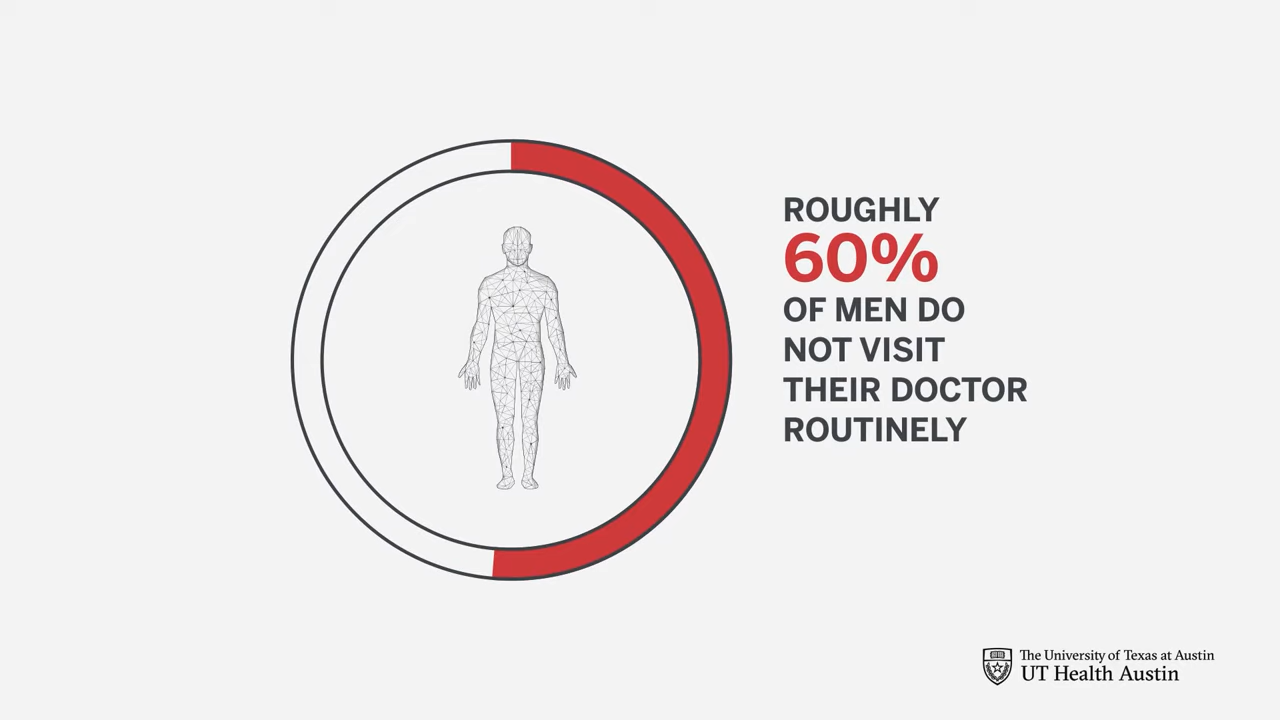 ROUGHLY
60%
OF MEN DO
NOT VISIT
THEIR DOCTOR
ROUTINELY
The University of Texas at Austin
UT Health Austin